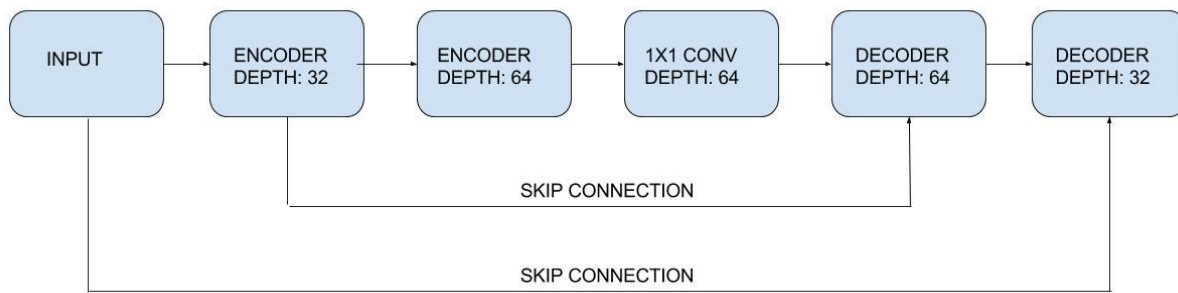 INPUT
ENCODER
DEPTH: 32
ENCODER
DEPTH: 64
1X1 CONV
DEPTH: 64
DECODER
DEPTH: 64
DECODER
DEPTH: 32
SKIP CONNECTION
SKIP CONNECTION